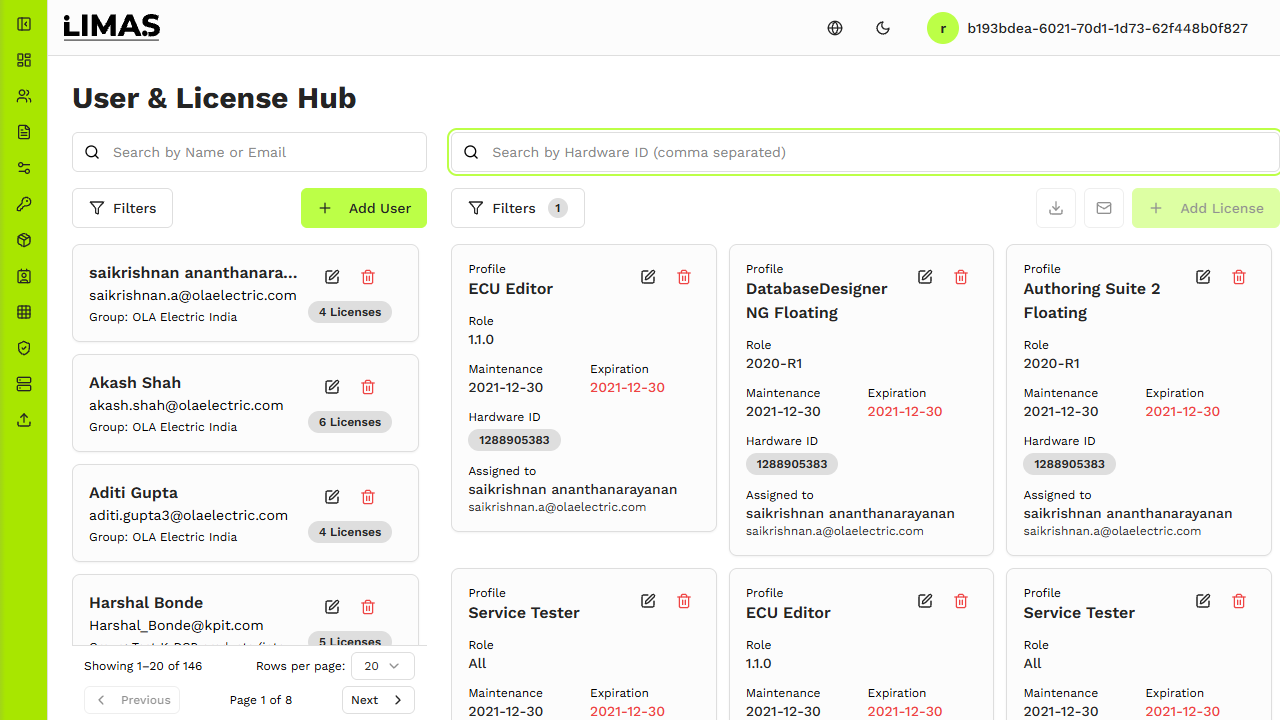 LIMAS
r
b193bdea-6021-70d1-1d73-62f448b0f827
User & License Hub
Search by Name or Email
Search by Hardware ID (comma separated)
Filters
Add User
Filters
1
Add License
saikrishnan ananthanara...
saikrishnan.a@olaelectric.com
Group: OLA Electric India
4 Licenses
Akash Shah
akash.shah@olaelectric.com
Group: OLA Electric India
6 Licenses
Aditi Gupta
aditi.gupta3@olaelectric.com
Group: OLA Electric India
4 Licenses
Harshal Bonde
Harshal_Bonde@kpit.com
5 Licenses
Showing 1–20 of 146
Rows per page:
20
Previous
Page 1 of 8
Next
Profile
ECU Editor
Role
1.1.0
Maintenance
Expiration
2021-12-30
2021-12-30
Hardware ID
1288905383
Assigned to
saikrishnan ananthanarayanan
saikrishnan.a@olaelectric.com
Profile
DatabaseDesigner
NG Floating
Role
2020-R1
Maintenance
Expiration
2021-12-30
2021-12-30
Hardware ID
1288905383
Assigned to
saikrishnan ananthanarayanan
saikrishnan.a@olaelectric.com
Profile
Authoring Suite 2
Floating
Role
2020-R1
Maintenance
Expiration
2021-12-30
2021-12-30
Hardware ID
1288905383
Assigned to
saikrishnan ananthanarayanan
saikrishnan.a@olaelectric.com
Profile
Service Tester
Role
All
Maintenance
Expiration
2021-12-30
2021-12-30
Profile
ECU Editor
Role
1.1.0
Maintenance
Expiration
2021-12-30
2021-12-30
Profile
Service Tester
Role
All
Maintenance
Expiration
2021-12-30
2021-12-30